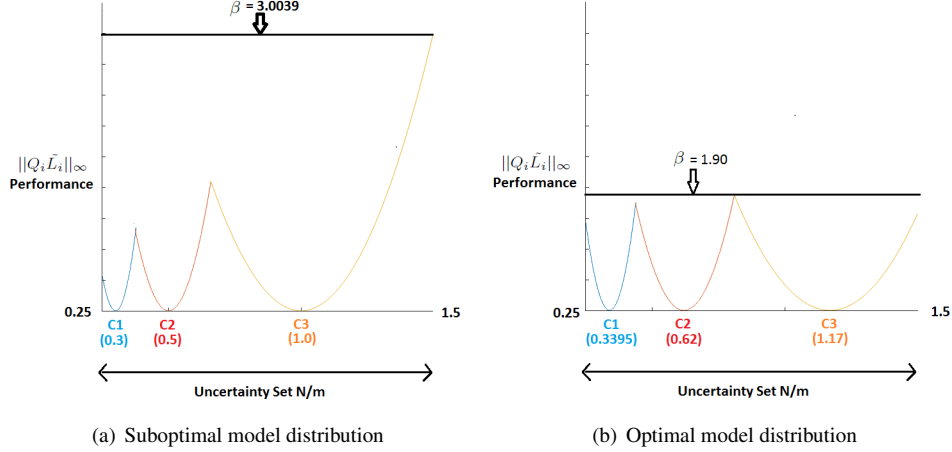 β = 3.0039
||Q_i L̃_i||_∞
Performance
0.25
1.5
C1
(0.3)
C2
(0.5)
C3
(1.0)
Uncertainty Set N/m
(a) Suboptimal model distribution
β = 1.90
||Q_i L̃_i||_∞
Performance
0.25
1.5
C1
(0.3395)
C2
(0.62)
C3
(1.17)
Uncertainty Set N/m
(b) Optimal model distribution